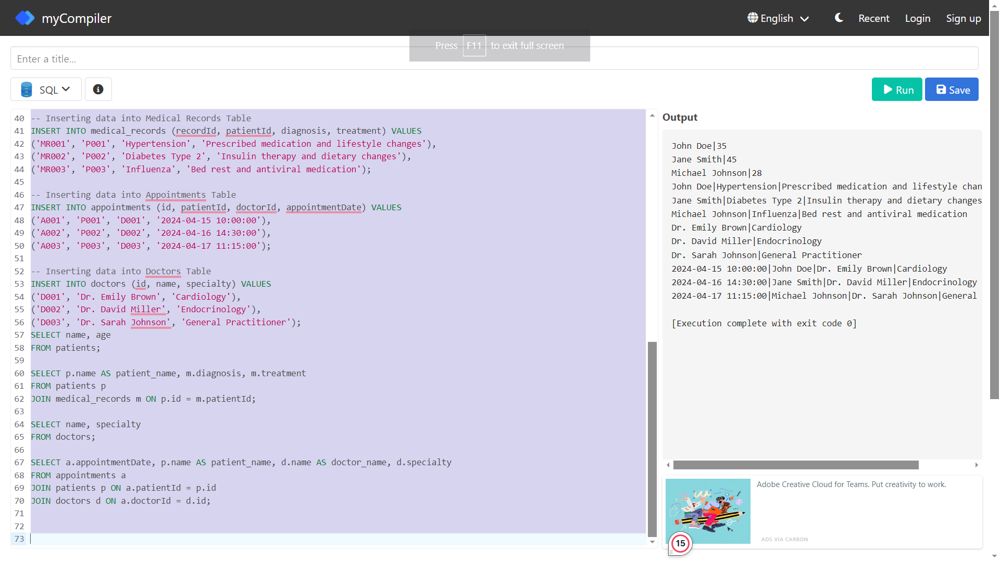 myCompiler
English
Recent
Login
Sign up
Press F11 to exit full screen
Enter a title...
SQL
Run
Save
40 -- Inserting data into Medical Records Table
41 INSERT INTO medical_records (recordId, patientId, diagnosis, treatment) VALUES
42 ('MR001', 'P001', 'Hypertension', 'Prescribed medication and lifestyle changes'),
43 ('MR002', 'P002', 'Diabetes Type 2', 'Insulin therapy and dietary changes'),
44 ('MR003', 'P003', 'Influenza', 'Bed rest and antiviral medication');
45
46 -- Inserting data into Appointments Table
47 INSERT INTO appointments (id, patientId, doctorId, appointmentDate) VALUES
48 ('A001', 'P001', 'D001', '2024-04-15 10:00:00'),
49 ('A002', 'P002', 'D002', '2024-04-16 14:30:00'),
50 ('A003', 'P003', 'D003', '2024-04-17 11:15:00');
51
52 -- Inserting data into Doctors Table
53 INSERT INTO doctors (id, name, specialty) VALUES
54 ('D001', 'Dr. Emily Brown', 'Cardiology'),
55 ('D002', 'Dr. David Miller', 'Endocrinology'),
56 ('D003', 'Dr. Sarah Johnson', 'General Practitioner');
57 SELECT name, age
58 FROM patients;
59
60 SELECT p.name AS patient_name, m.diagnosis, m.treatment
61 FROM patients p
62 JOIN medical_records m ON p.id = m.patientId;
63
64 SELECT name, specialty
65 FROM doctors;
66
67 SELECT a.appointmentDate, p.name AS patient_name, d.name AS doctor_name, d.specialty
68 FROM appointments a
69 JOIN patients p ON a.patientId = p.id
70 JOIN doctors d ON a.doctorId = d.id;
71
72
73
Output
John Doe|35
Jane Smith|45
Michael Johnson|28
John Doe|Hypertension|Prescribed medication and lifestyle chan
Jane Smith|Diabetes Type 2|Insulin therapy and dietary changes
Michael Johnson|Influenza|Bed rest and antiviral medication
Dr. Emily Brown|Cardiology
Dr. David Miller|Endocrinology
Dr. Sarah Johnson|General Practitioner
2024-04-15 10:00:00|John Doe|Dr. Emily Brown|Cardiology
2024-04-16 14:30:00|Jane Smith|Dr. David Miller|Endocrinology
2024-04-17 11:15:00|Michael Johnson|Dr. Sarah Johnson|General
[Execution complete with exit code 0]
Adobe Creative Cloud for Teams. Put creativity to work.
ADS VIA CARBON
15